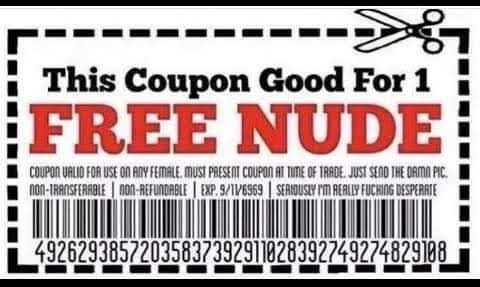 This Coupon Good For 1
FREE NUDE
COUPON VALID FOR USE ON ANY FEMALE. MUST PRESENT COUPON AT TIME OF TRADE. JUST SEND THE DAMN PIC.
NON-TRANSFERABLE | NON-REFUNDABLE | EXP. 9/11/6969 | SERIOUSLY I'M REALLY FUCKING DESPERATE
49262938572035837392911028392749274829108